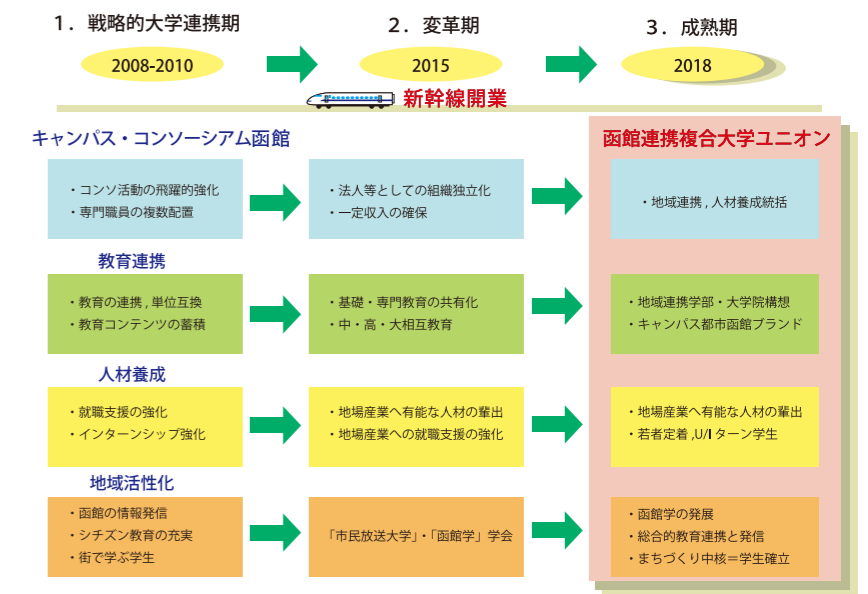 1．戦略的大学連携期
2．変革期
3．成熟期
2008-2010
2015
2018
新幹線開業
キャンパス・コンソーシアム函館
函館連携複合大学ユニオン
・コンソ活動の飛躍的強化
・専門職員の複数配置
・法人等としての組織独立化
・一定収入の確保
・地域連携 , 人材養成統括
教育連携
・教育の連携 , 単位互換
・教育コンテンツの蓄積
・基礎・専門教育の共有化
・中・高・大相互教育
・地域連携学部・大学院構想
・キャンパス都市函館ブランド
人材養成
・就職支援の強化
・インターンシップ強化
・地場産業へ有能な人材の輩出
・地場産業への就職支援の強化
・地場産業へ有能な人材の輩出
・若者定着 ,U/I ターン学生
地域活性化
・函館の情報発信
・シチズン教育の充実
・街で学ぶ学生
「市民放送大学」・「函館学」学会
・函館学の発展
・総合的教育連携と発信
・まちづくり中核＝学生確立